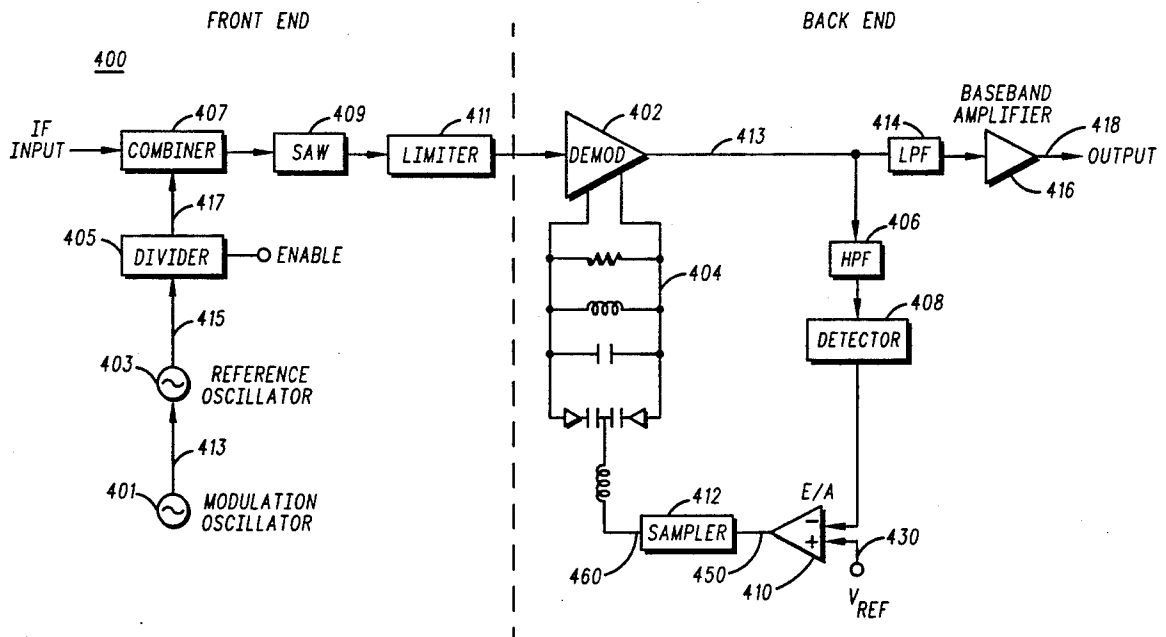 FRONT END
BACK END
400
407
409
411
402
BASEBAND
AMPLIFIER
414
418
IF
INPUT
COMBINER
SAW
LIMITER
DEMOD
413
LPF
OUTPUT
416
417
405
DIVIDER
ENABLE
406
HPF
404
415
408
DETECTOR
403
REFERENCE
OSCILLATOR
413
401
MODULATION
OSCILLATOR
412
SAMPLER
E/A
−
+
430
460
450
410
VREF